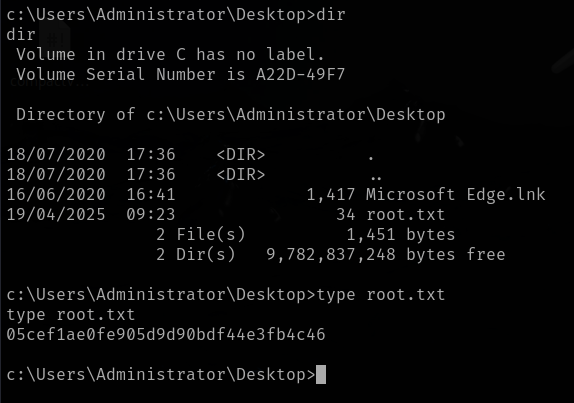 c:\Users\Administrator\Desktop>dir
dir
 Volume in drive C has no label.
 Volume Serial Number is A22D-49F7
 Directory of c:\Users\Administrator\Desktop
18/07/2020  17:36    <DIR>          .
18/07/2020  17:36    <DIR>          ..
16/06/2020  16:41             1,417 Microsoft Edge.lnk
19/04/2025  09:23                34 root.txt
               2 File(s)          1,451 bytes
               2 Dir(s)   9,782,837,248 bytes free
c:\Users\Administrator\Desktop>type root.txt
type root.txt
05cef1ae0fe905d9d90bdf44e3fb4c46
c:\Users\Administrator\Desktop>